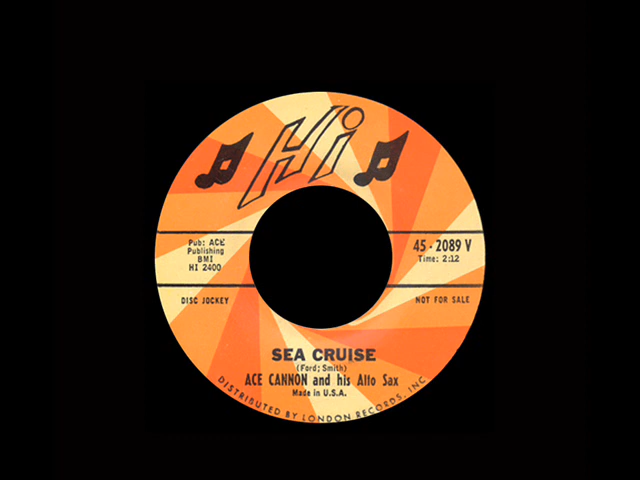 Hi
Pub: ACE
Publishing
BMI
HI 2400
45 - 2089 V
Time: 2:12
DISC JOCKEY
NOT FOR SALE
SEA CRUISE
(Ford; Smith)
ACE CANNON and his Alto Sax
Made in U.S.A.
DISTRIBUTED BY LONDON RECORDS, INC